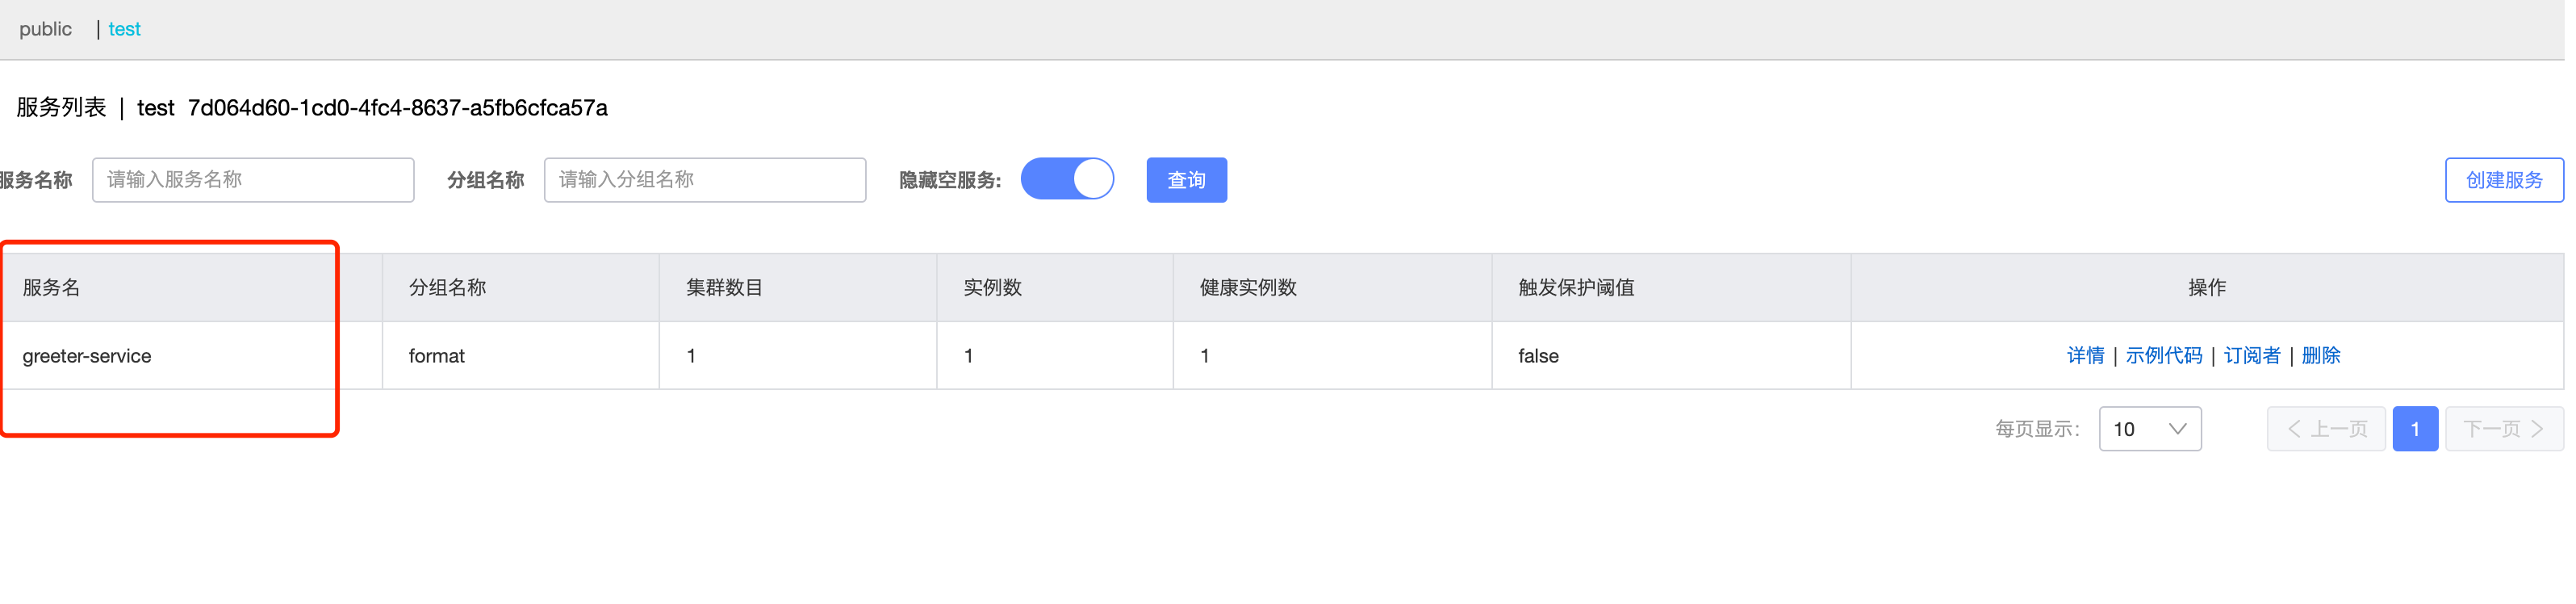 public | test
服务列表 | test 7d064d60-1cd0-4fc4-8637-a5fb6cfca57a
服务名称 请输入服务名称 分组名称 请输入分组名称 隐藏空服务: 查询 创建服务
服务名 分组名称 集群数目 实例数 健康实例数 触发保护阈值 操作
greeter-service format 1 1 1 false 详情 | 示例代码 | 订阅者 | 删除
每页显示: 10 上一页 1 下一页